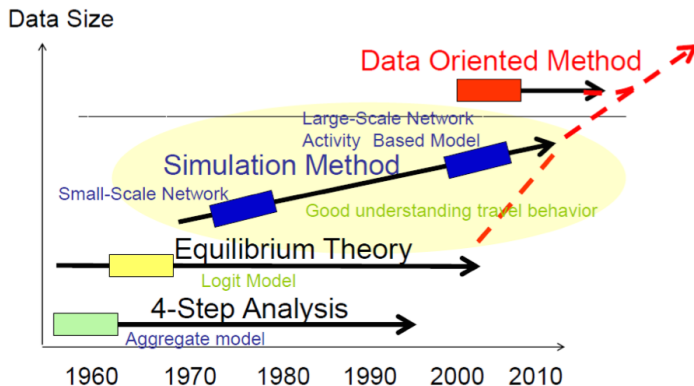 Data Size
Data Oriented Method
Large-Scale Network
Activity Based Model
Simulation Method
Small-Scale Network
Good understanding travel behavior
Equilibrium Theory
Logit Model
4-Step Analysis
Aggregate model
1960 1970 1980 1990 2000 2010